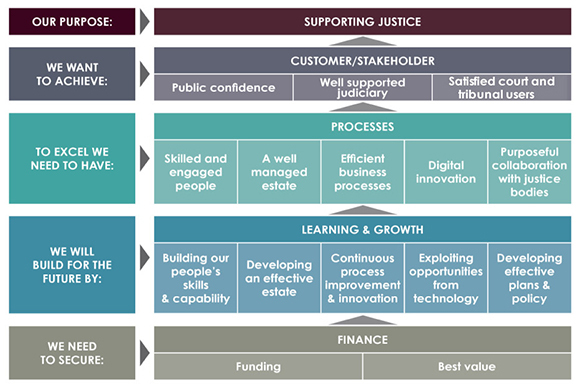 OUR PURPOSE:
SUPPORTING JUSTICE
WE WANT
TO ACHIEVE:
CUSTOMER/STAKEHOLDER
Public confidence
Well supported
judiciary
Satisfied court and
tribunal users
TO EXCEL WE
NEED TO HAVE:
PROCESSES
Skilled and
engaged
people
A well
managed
estate
Efficient
business
processes
Digital
innovation
Purposeful
collaboration
with justice
bodies
WE WILL
BUILD FOR THE
FUTURE BY:
LEARNING & GROWTH
Building our
people's
skills
& capability
Developing
an effective
estate
Continuous
process
improvement
& innovation
Exploiting
opportunities
from
technology
Developing
effective
plans &
policy
WE NEED
TO SECURE:
FINANCE
Funding
Best value